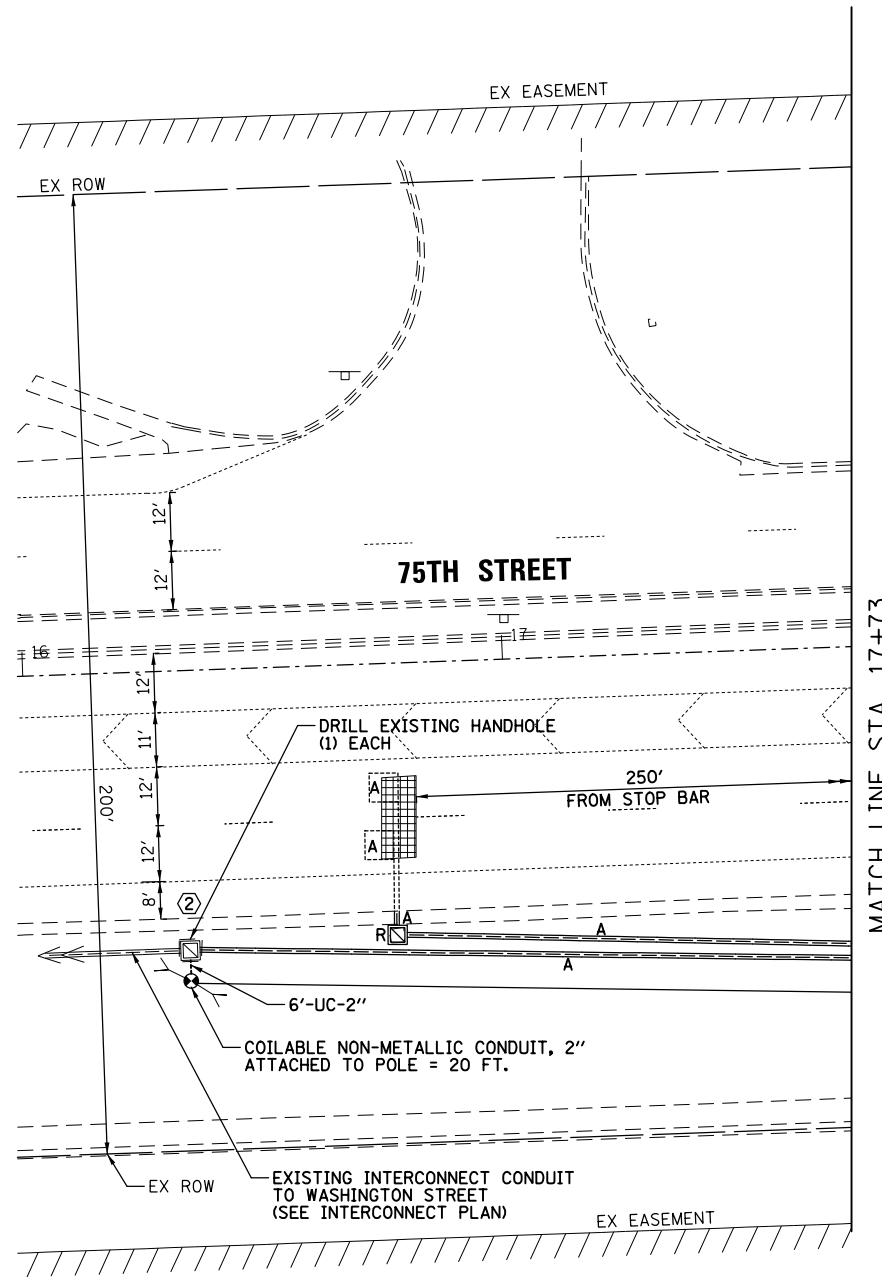 EX EASEMENT
EX ROW
12'
12'
75TH STREET
17
16
12'
11'
DRILL EXISTING HANDHOLE
(1) EACH
12'
200'
250'
FROM STOP BAR
A
12'
A
8'
2
A
R
A
A
6'-UC-2"
COILABLE NON-METALLIC CONDUIT, 2"
ATTACHED TO POLE = 20 FT.
EX ROW
EXISTING INTERCONNECT CONDUIT
TO WASHINGTON STREET
(SEE INTERCONNECT PLAN)
EX EASEMENT
MATCH LINE STA. 17+73